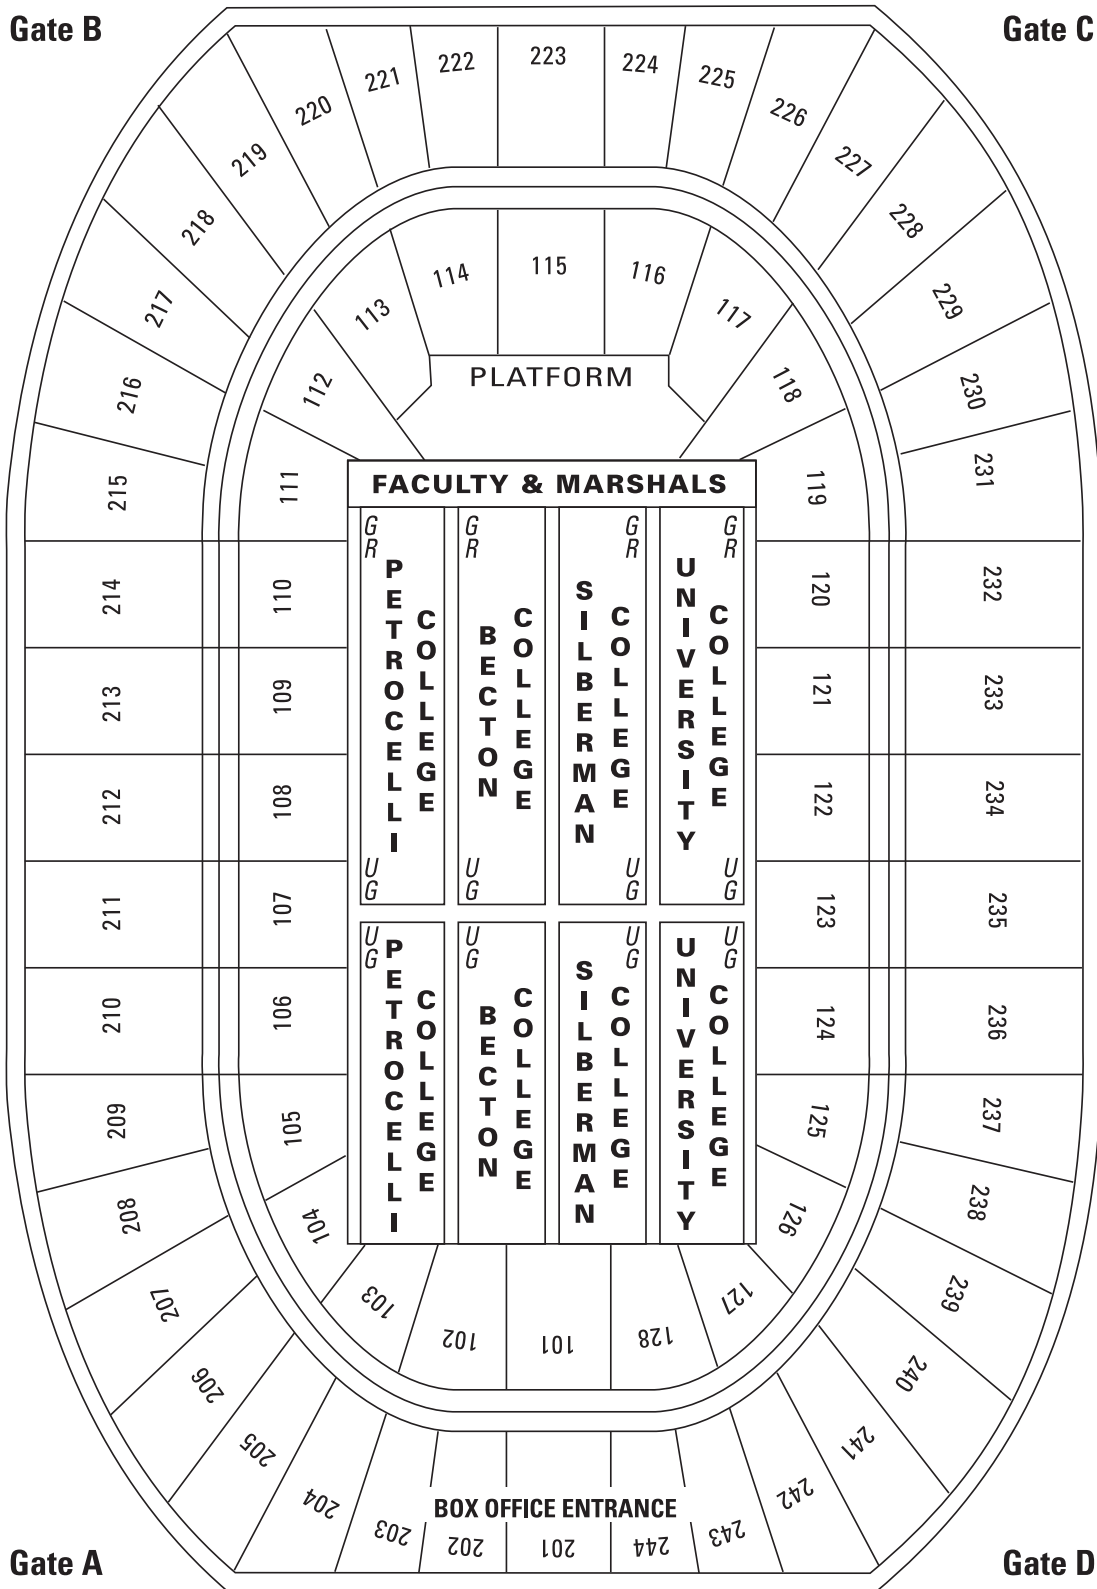 Gate B
Gate C
219
220
221
222
223
224
225
226
227
218
228
217
229
216
230
215
231
113
114
115
116
117
112
118
PLATFORM
111
119
FACULTY & MARSHALS
GR
GR
GR
GR
PETROCELLI
COLLEGE
BECTON
COLLEGE
SILBERMAN
COLLEGE
UNIVERSITY
COLLEGE
UG
UG
UG
UG
214
110
120
232
213
109
121
233
212
108
122
234
211
107
123
235
210
106
124
236
UG
UG
UG
UG
PETROCELLI
COLLEGE
BECTON
COLLEGE
SILBERMAN
COLLEGE
UNIVERSITY
COLLEGE
209
105
125
237
208
104
126
238
207
103
102
101
128
127
239
206
240
205
241
204
242
BOX OFFICE ENTRANCE
203
202
201
244
243
Gate A
Gate D